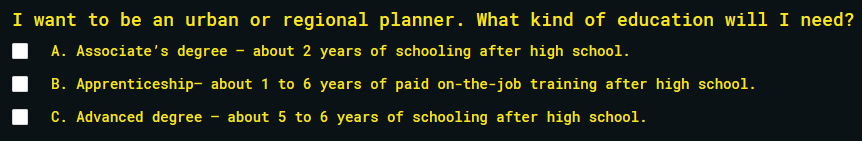 I want to be an urban or regional planner. What kind of education will I need?
A. Associate's degree – about 2 years of schooling after high school.
B. Apprenticeship– about 1 to 6 years of paid on-the-job training after high school.
C. Advanced degree – about 5 to 6 years of schooling after high school.